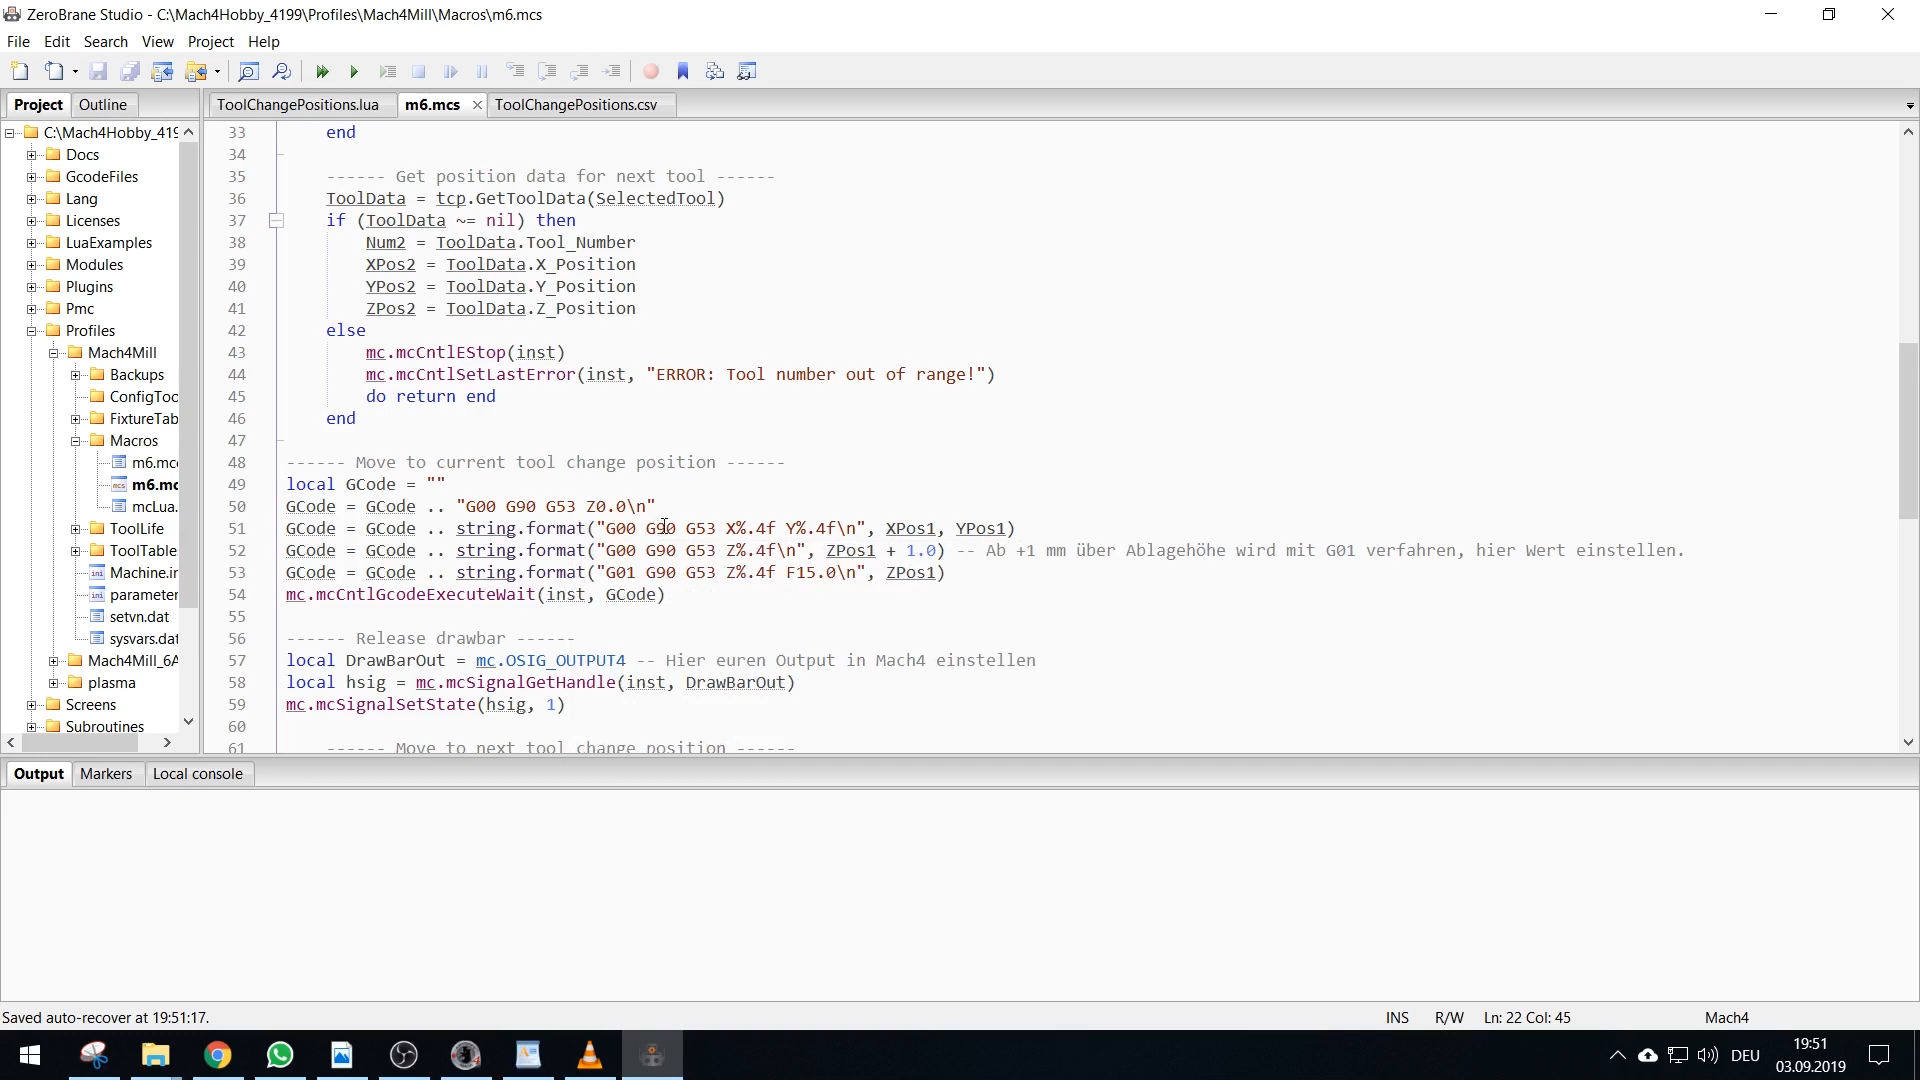 ZeroBrane Studio - C:\Mach4Hobby_4199\Profiles\Mach4Mill\Macros\m6.mcs
File Edit Search View Project Help
Project Outline
ToolChangePositions.lua m6.mcs ToolChangePositions.csv
C:\Mach4Hobby_419
Docs
GcodeFiles
Lang
Licenses
LuaExamples
Modules
Plugins
Pmc
Profiles
Mach4Mill
Backups
ConfigToo
FixtureTab
Macros
m6.mc
m6.mc
mcLua.
ToolLife
ToolTable
Machine.ir
parameter
setvn.dat
sysvars.dat
Mach4Mill_6A
plasma
Screens
Subroutines
33 end
34
35 ------ Get position data for next tool ------
36 ToolData = tcp.GetToolData(SelectedTool)
37 if (ToolData ~= nil) then
38 Num2 = ToolData.Tool_Number
39 XPos2 = ToolData.X_Position
40 YPos2 = ToolData.Y_Position
41 ZPos2 = ToolData.Z_Position
42 else
43 mc.mcCntlEStop(inst)
44 mc.mcCntlSetLastError(inst, "ERROR: Tool number out of range!")
45 do return end
46 end
47
48 ------ Move to current tool change position ------
49 local GCode = ""
50 GCode = GCode .. "G00 G90 G53 Z0.0\n"
51 GCode = GCode .. string.format("G00 G90 G53 X%.4f Y%.4f\n", XPos1, YPos1)
52 GCode = GCode .. string.format("G00 G90 G53 Z%.4f\n", ZPos1 + 1.0) -- Ab +1 mm über Ablagehöhe wird mit G01 verfahren, hier Wert einstellen.
53 GCode = GCode .. string.format("G01 G90 G53 Z%.4f F15.0\n", ZPos1)
54 mc.mcCntlGcodeExecuteWait(inst, GCode)
55
56 ------ Release drawbar ------
57 local DrawBarOut = mc.OSIG_OUTPUT4 -- Hier euren Output in Mach4 einstellen
58 local hsig = mc.mcSignalGetHandle(inst, DrawBarOut)
59 mc.mcSignalSetState(hsig, 1)
60
61 ------ Move to next tool change position ------
Output Markers Local console
Saved auto-recover at 19:51:17.
INS R/W Ln: 22 Col: 45 Mach4
DEU
19:51
03.09.2019